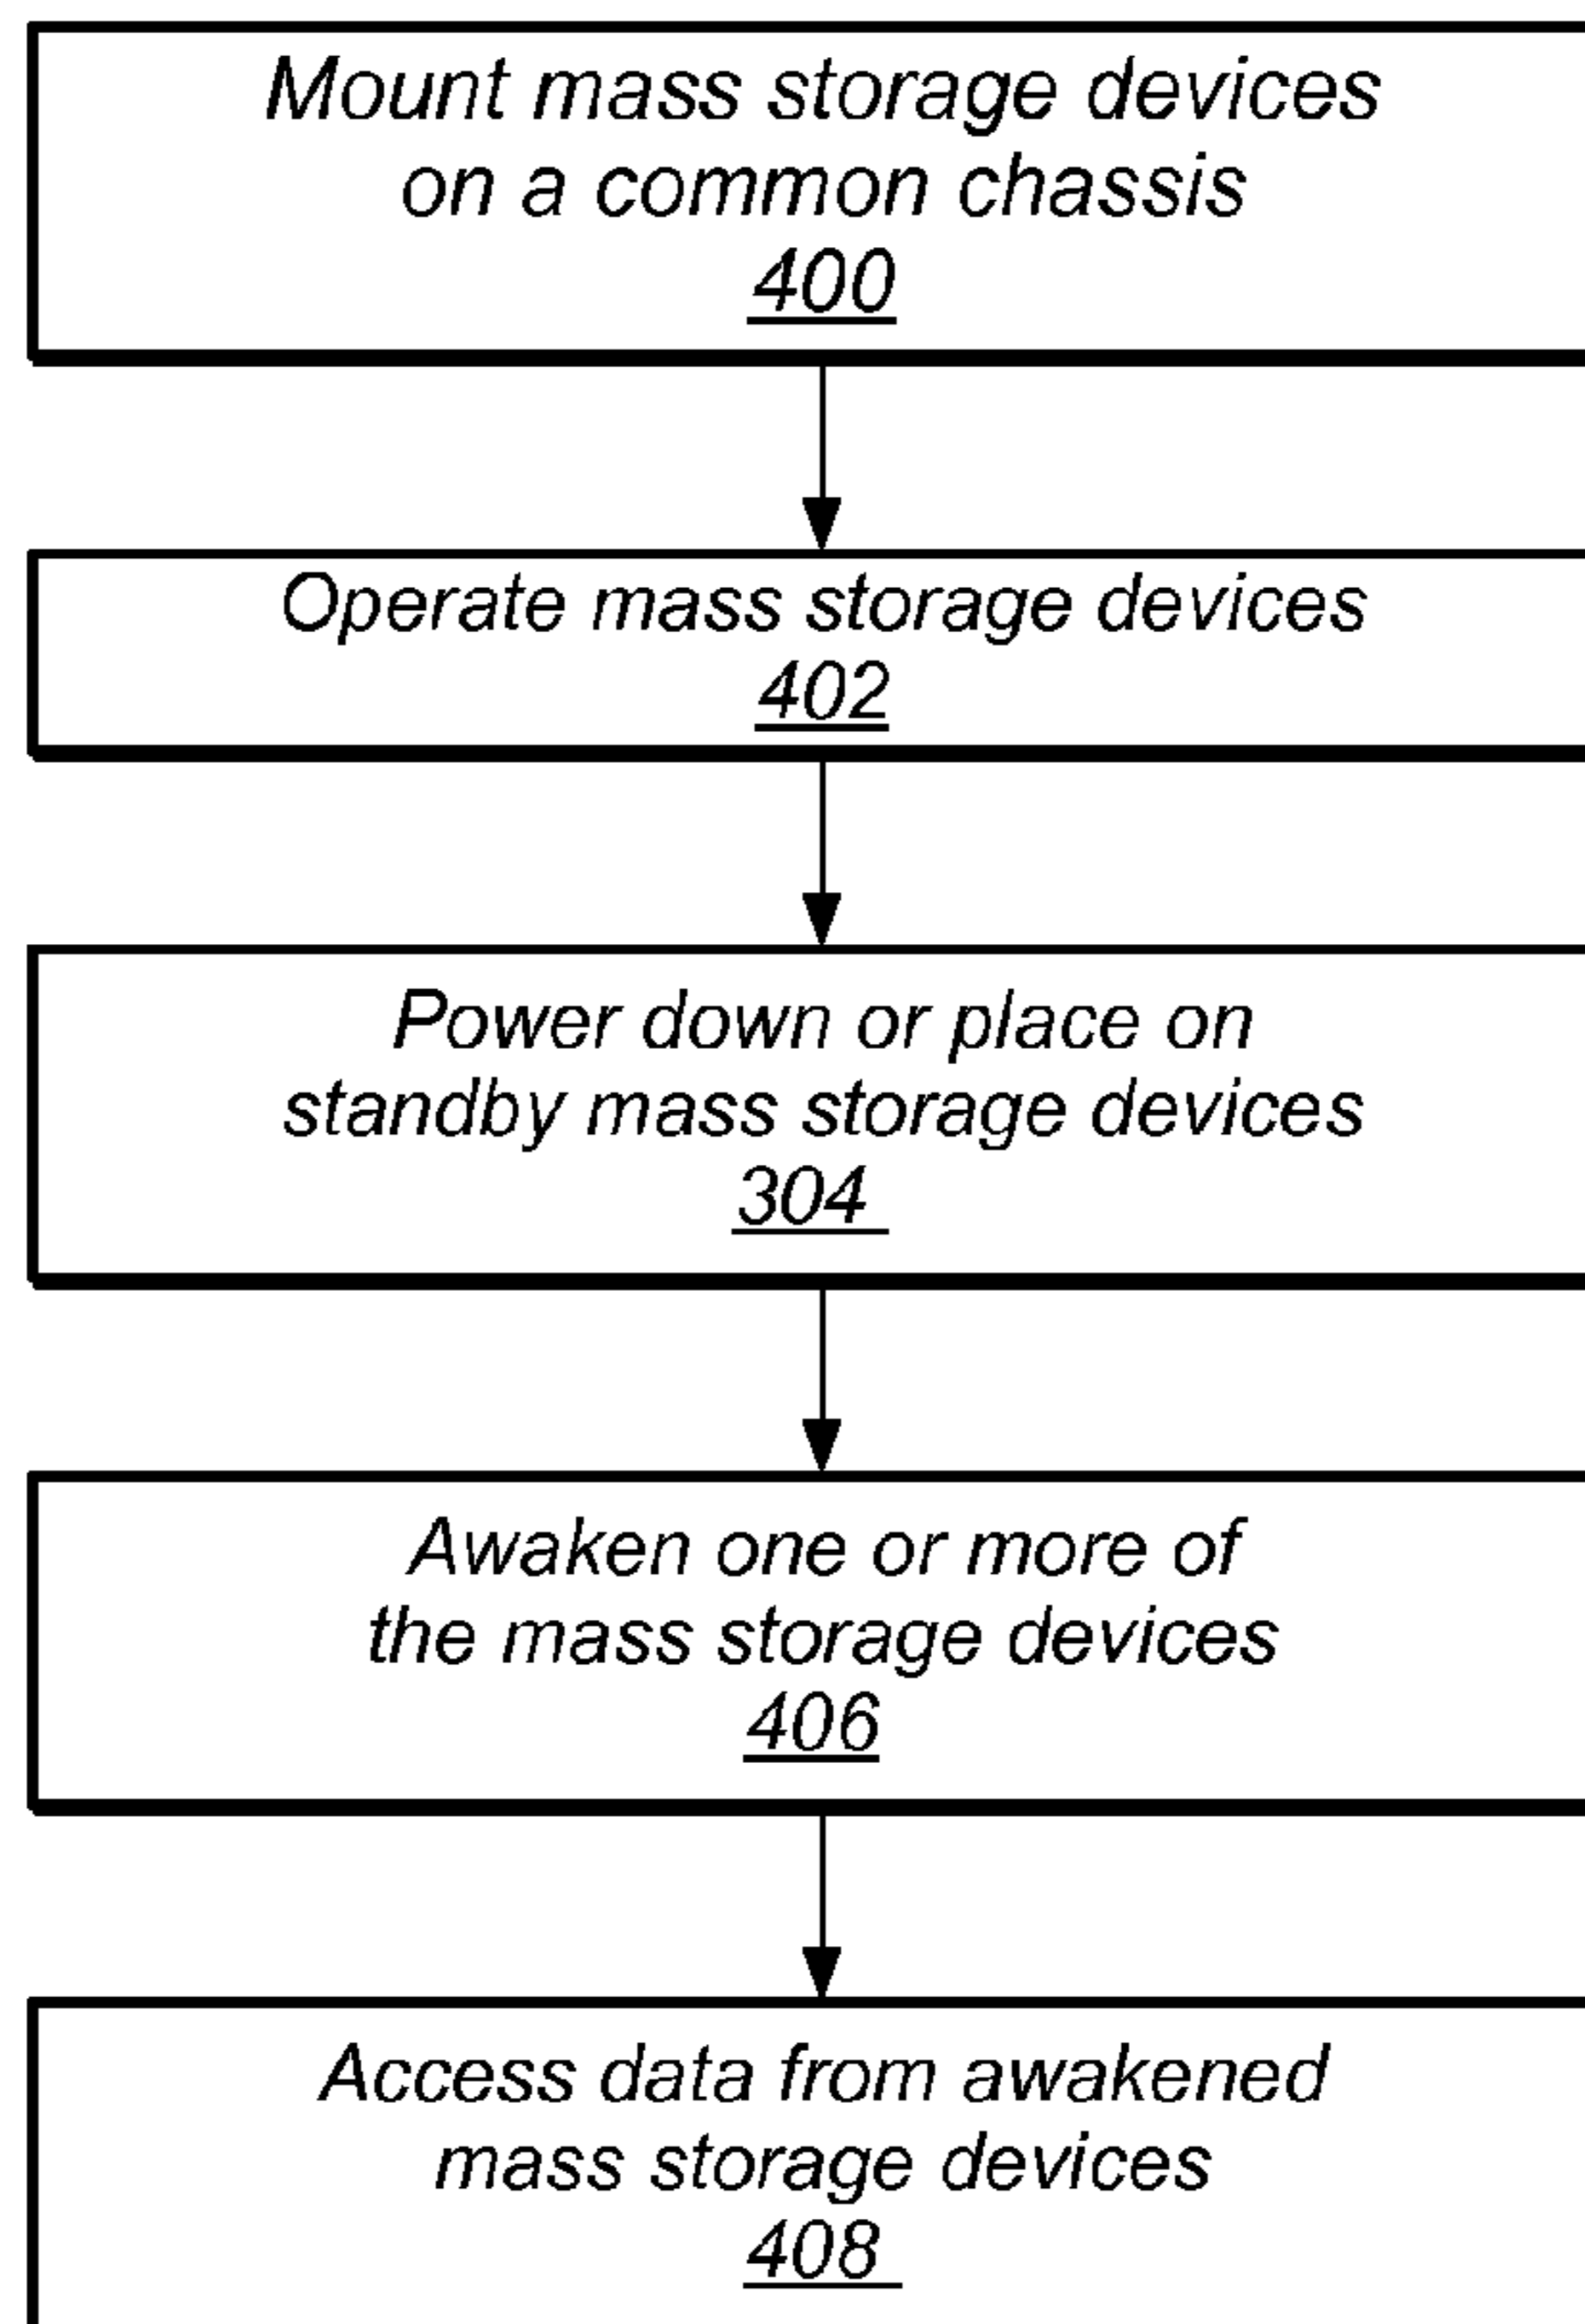 Mount mass storage devices
on a common chassis
400
Operate mass storage devices
402
Power down or place on
standby mass storage devices
304
Awaken one or more of
the mass storage devices
406
Access data from awakened
mass storage devices
408